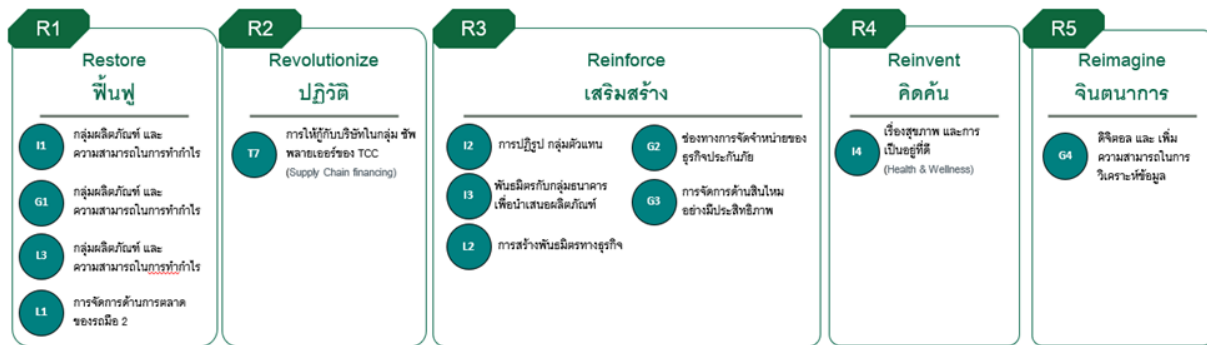 R1
Restore
ฟื้นฟู
I1
กลุ่มผลิตภัณฑ์ และ
ความสามารถในการทำกำไร
G1
กลุ่มผลิตภัณฑ์ และ
ความสามารถในการทำกำไร
L3
กลุ่มผลิตภัณฑ์ และ
ความสามารถในการทำกำไร
L1
การจัดการด้านการตลาด
ของรถมือ 2
R2
Revolutionize
ปฏิวัติ
T7
การให้กู้กับบริษัทในกลุ่ม ซัพ
พลายเออร์ของ TCC
(Supply Chain financing)
R3
Reinforce
เสริมสร้าง
I2
การปฏิรูป กลุ่มตัวแทน
I3
พันธมิตรกับกลุ่มธนาคาร
เพื่อนำเสนอผลิตภัณฑ์
L2
การสร้างพันธมิตรทางธุรกิจ
G2
ช่องทางการจัดจำหน่ายของ
ธุรกิจประกันภัย
G3
การจัดการด้านสินไหม
อย่างมีประสิทธิภาพ
R4
Reinvent
คิดค้น
I4
เรื่องสุขภาพ และการ
เป็นอยู่ที่ดี
(Health & Wellness)
R5
Reimagine
จินตนาการ
G4
ดิจิตอล และ เพิ่ม
ความสามารถในการ
วิเคราะห์ข้อมูล